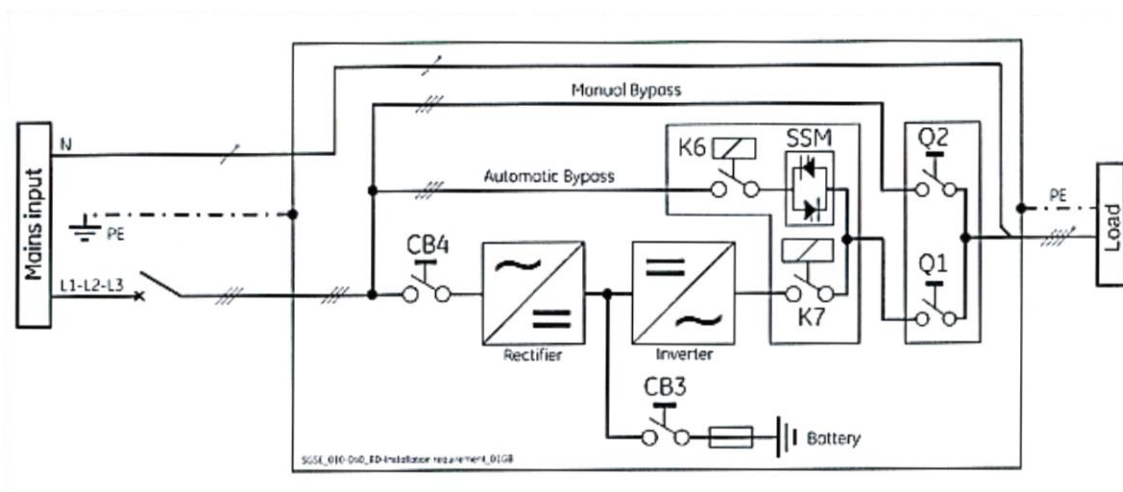 Manual Bypass
N
K6
SSM
Q2
Automatic Bypass
Mains input
PE
PE
Load
CB4
L1-L2-L3
Q1
K7
Rectifier
Inverter
CB3
Battery